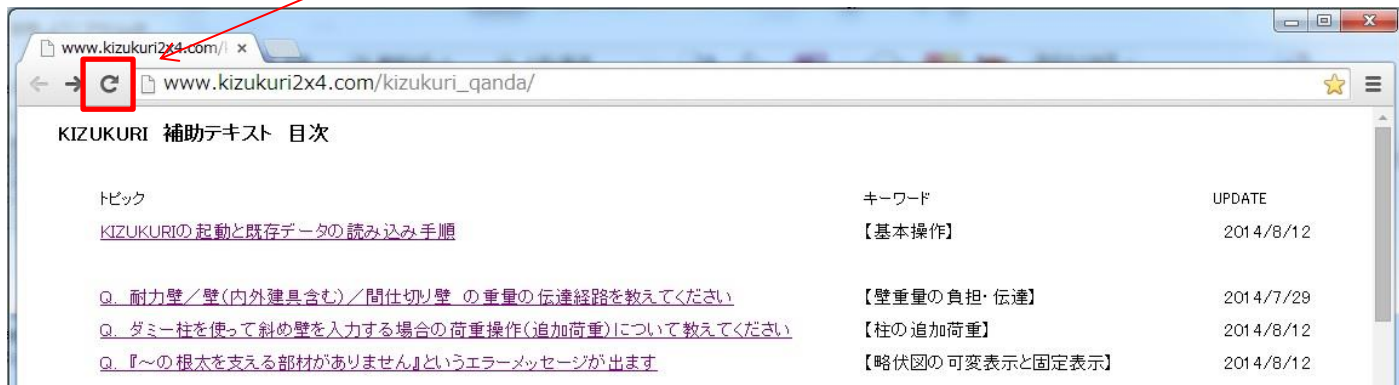 www.kizukuri2x4.com/
www.kizukuri2x4.com/kizukuri_qanda/
KIZUKURI 補助テキスト 目次
トピック キーワード UPDATE
KIZUKURIの起動と既存データの読み込み手順 【基本操作】 2014/8/12
Q. 耐力壁／壁(内外建具含む)／間仕切り壁 の重量の伝達経路を教えてください 【壁重量の負担・伝達】 2014/7/29
Q. ダミー柱を使って斜め壁を入力する場合の荷重操作(追加荷重)について教えてください 【柱の追加荷重】 2014/8/12
Q. 『～の根太を支える部材がありません』というエラーメッセージが出ます 【略伏図の可変表示と固定表示】 2014/8/12